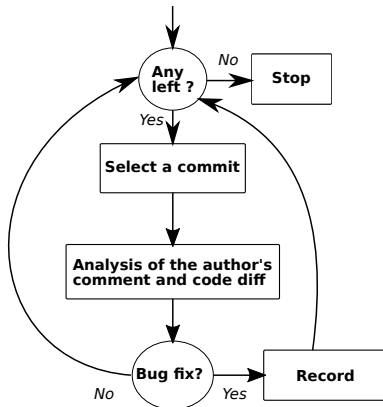 Any
left ?
No
Stop
Yes
Select a commit
Analysis of the author's
comment and code diff
Bug fix?
No
Yes
Record